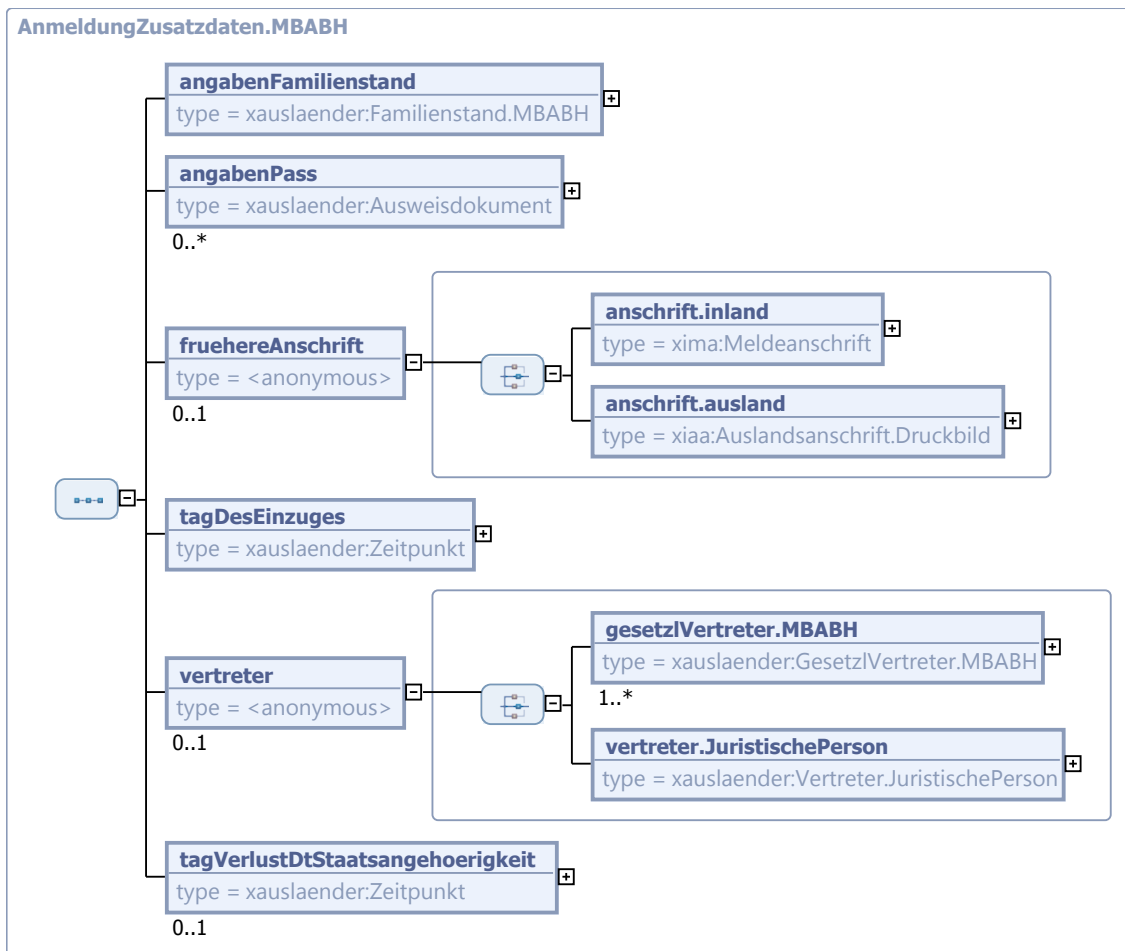 AnmeldungZusatzdaten.MBABH
angabenFamilienstand
type = xauslaender:Familienstand.MBABH
angabenPass
type = xauslaender:Ausweisdokument
0..*
fruehereAnschrift
type = <anonymous>
0..1
anschrift.inland
type = xima:Meldeanschrift
anschrift.ausland
type = xiaa:Auslandsanschrift.Druckbild
tagDesEinzuges
type = xauslaender:Zeitpunkt
vertreter
type = <anonymous>
0..1
gesetzlVertreter.MBABH
type = xauslaender:GesetzlVertreter.MBABH
1..*
vertreter.JuristischePerson
type = xauslaender:Vertreter.JuristischePerson
tagVerlustDtStaatsangehoerigkeit
type = xauslaender:Zeitpunkt
0..1